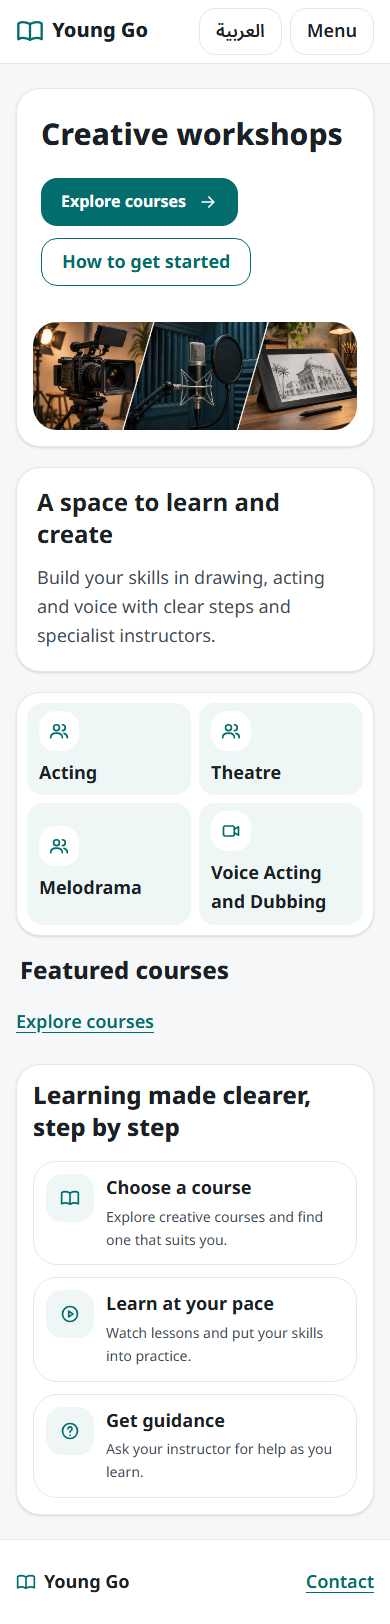 Young Go
العربية
Menu
Creative workshops
Explore courses
How to get started
A space to learn and
create
Build your skills in drawing, acting
and voice with clear steps and
specialist instructors.
Acting
Theatre
Melodrama
Voice Acting
and Dubbing
Featured courses
Explore courses
Learning made clearer,
step by step
Choose a course
Explore creative courses and find
one that suits you.
Learn at your pace
Watch lessons and put your skills
into practice.
Get guidance
Ask your instructor for help as you
learn.
Young Go
Contact